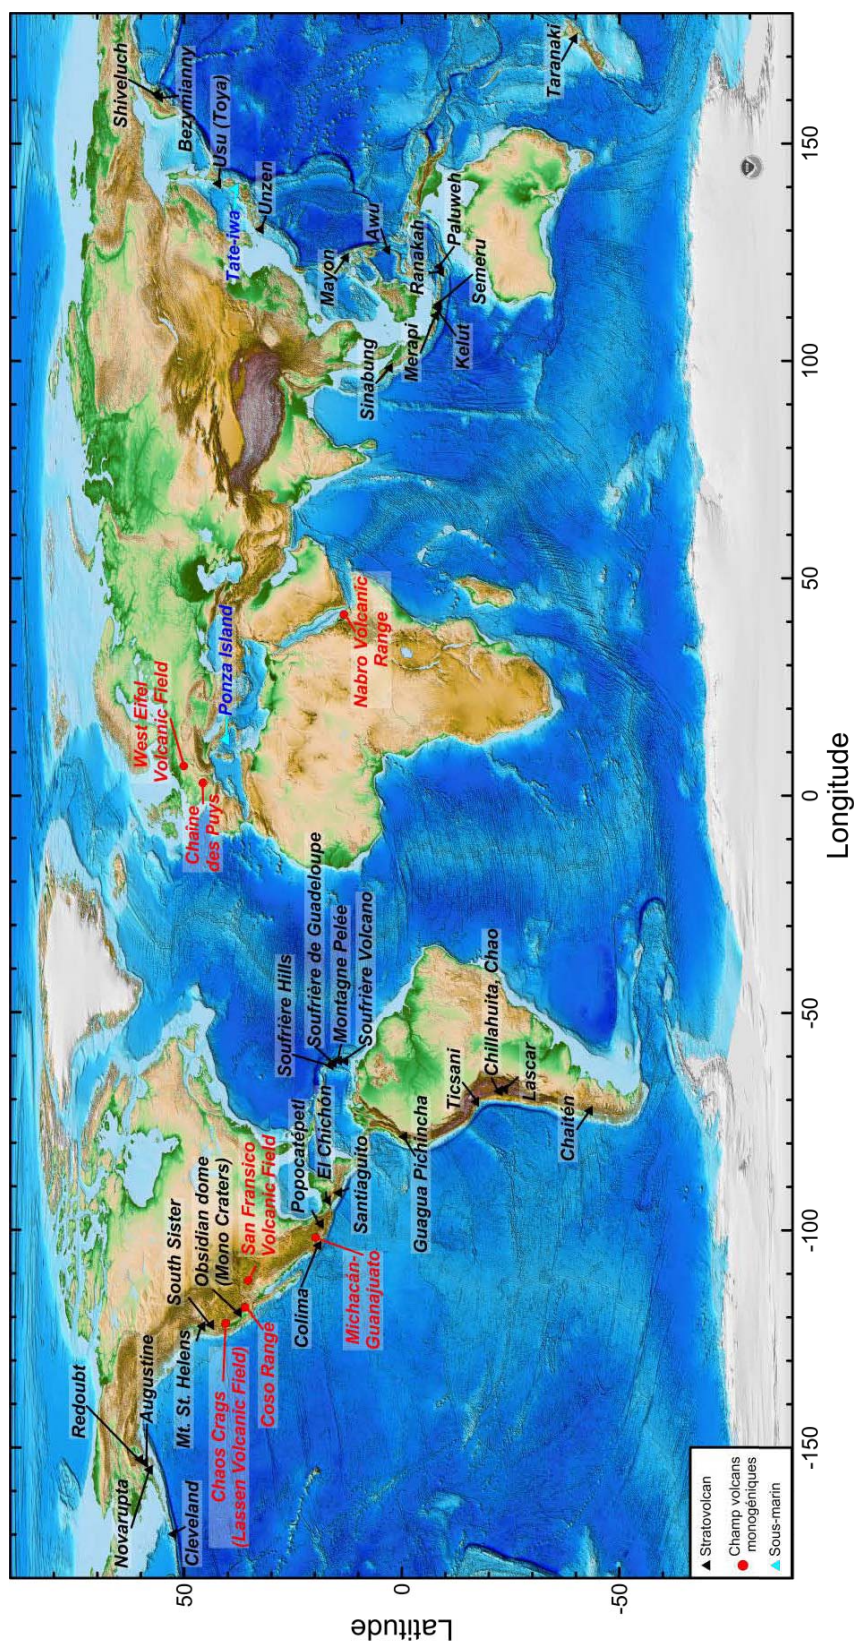 Redoubt
Augustine
Novarupta
Cleveland
South Sister
Mt. St. Helens
Obsidian dome
(Mono Craters)
San Fransico
Volcanic Field
Chaos Crags
(Lassen Volcanic Field)
Coso Range
Colima
Popocatépetl
El Chichón
Michacán-
Guanajuato
Santiaguito
Soufrière Hills
Soufrière de Guadeloupe
Montagne Pelée
Soufrière Volcano
Guagua Pichincha
Ticsani
Chillahuita, Chao
Lascar
Chaitén
West Eifel
Volcanic Field
Chaine
des Puys
Ponza Island
Nabro Volcanic
Range
Shiveluch
Bezymianny
Usu (Toya)
Tate-iwa
Unzen
Mayon
Awu
Sinabung
Merapi
Ranakah
Paluweh
Semeru
Kelut
Taranaki
Stratovolcan
Champ volcans
monogéniques
Sous-marin
50
0
-50
Latitude
-150
-100
-50
0
50
100
150
Longitude